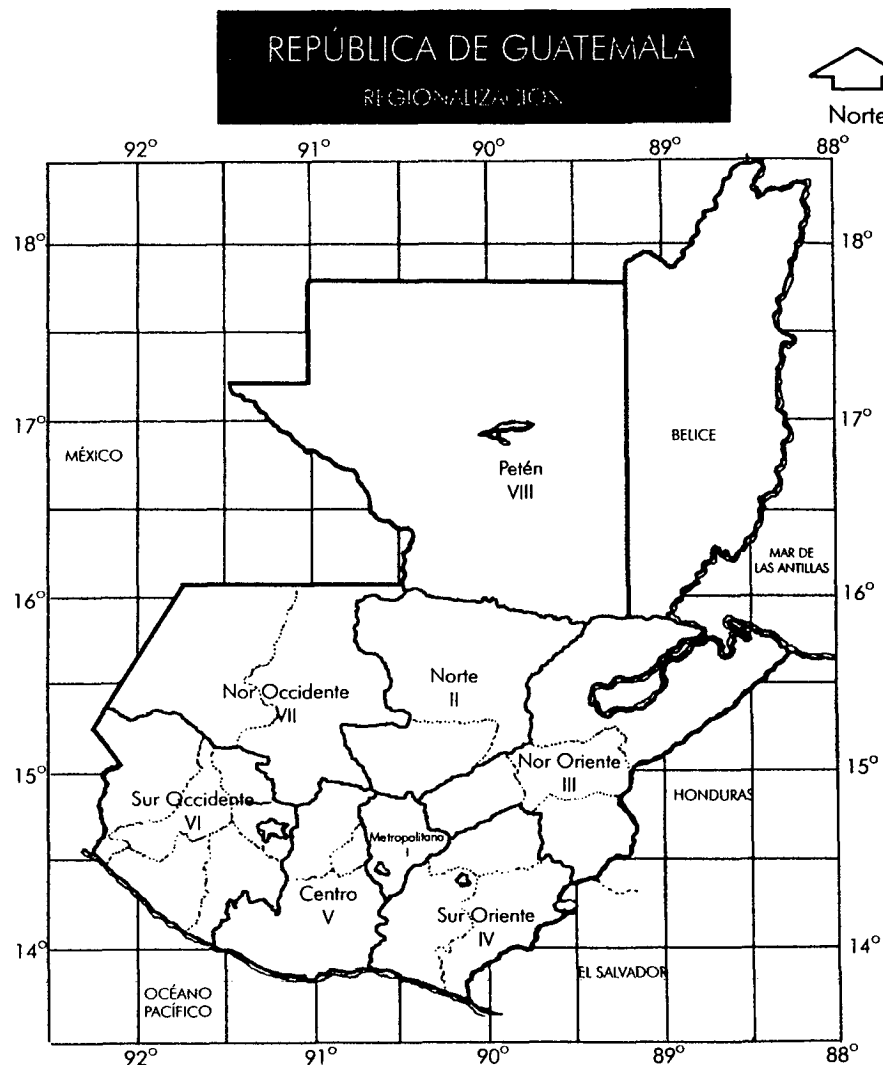 REPÚBLICA DE GUATEMALA
REGIONALIZACION
Norte
92° 91° 90° 89° 88°
18° 18°
17° 17°
MÉXICO
BELICE
Petén
VIII
MAR DE
LAS ANTILLAS
16° 16°
Nor Occidente
VII
Norte
II
15° 15°
Nor Oriente
III
HONDURAS
Sur Occidente
VI
Metropolitano
I
Centro
V
Sur Oriente
IV
14° 14°
EL SALVADOR
OCÉANO
PACÍFICO
92° 91° 90° 89° 88°